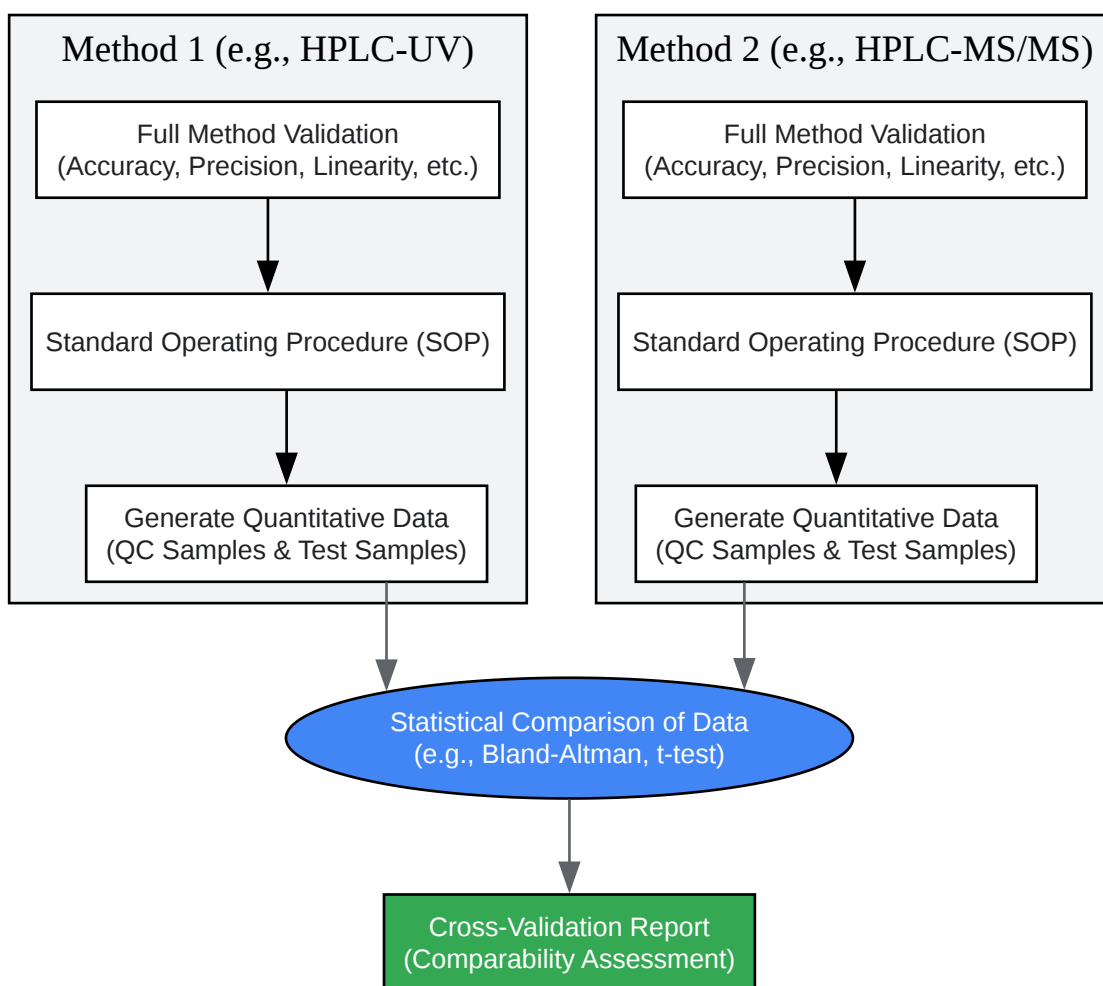 Method 1 (e.g., HPLC-UV)
Full Method Validation
(Accuracy, Precision, Linearity, etc.)
Standard Operating Procedure (SOP)
Generate Quantitative Data
(QC Samples & Test Samples)
Method 2 (e.g., HPLC-MS/MS)
Full Method Validation
(Accuracy, Precision, Linearity, etc.)
Standard Operating Procedure (SOP)
Generate Quantitative Data
(QC Samples & Test Samples)
Statistical Comparison of Data
(e.g., Bland-Altman, t-test)
Cross-Validation Report
(Comparability Assessment)